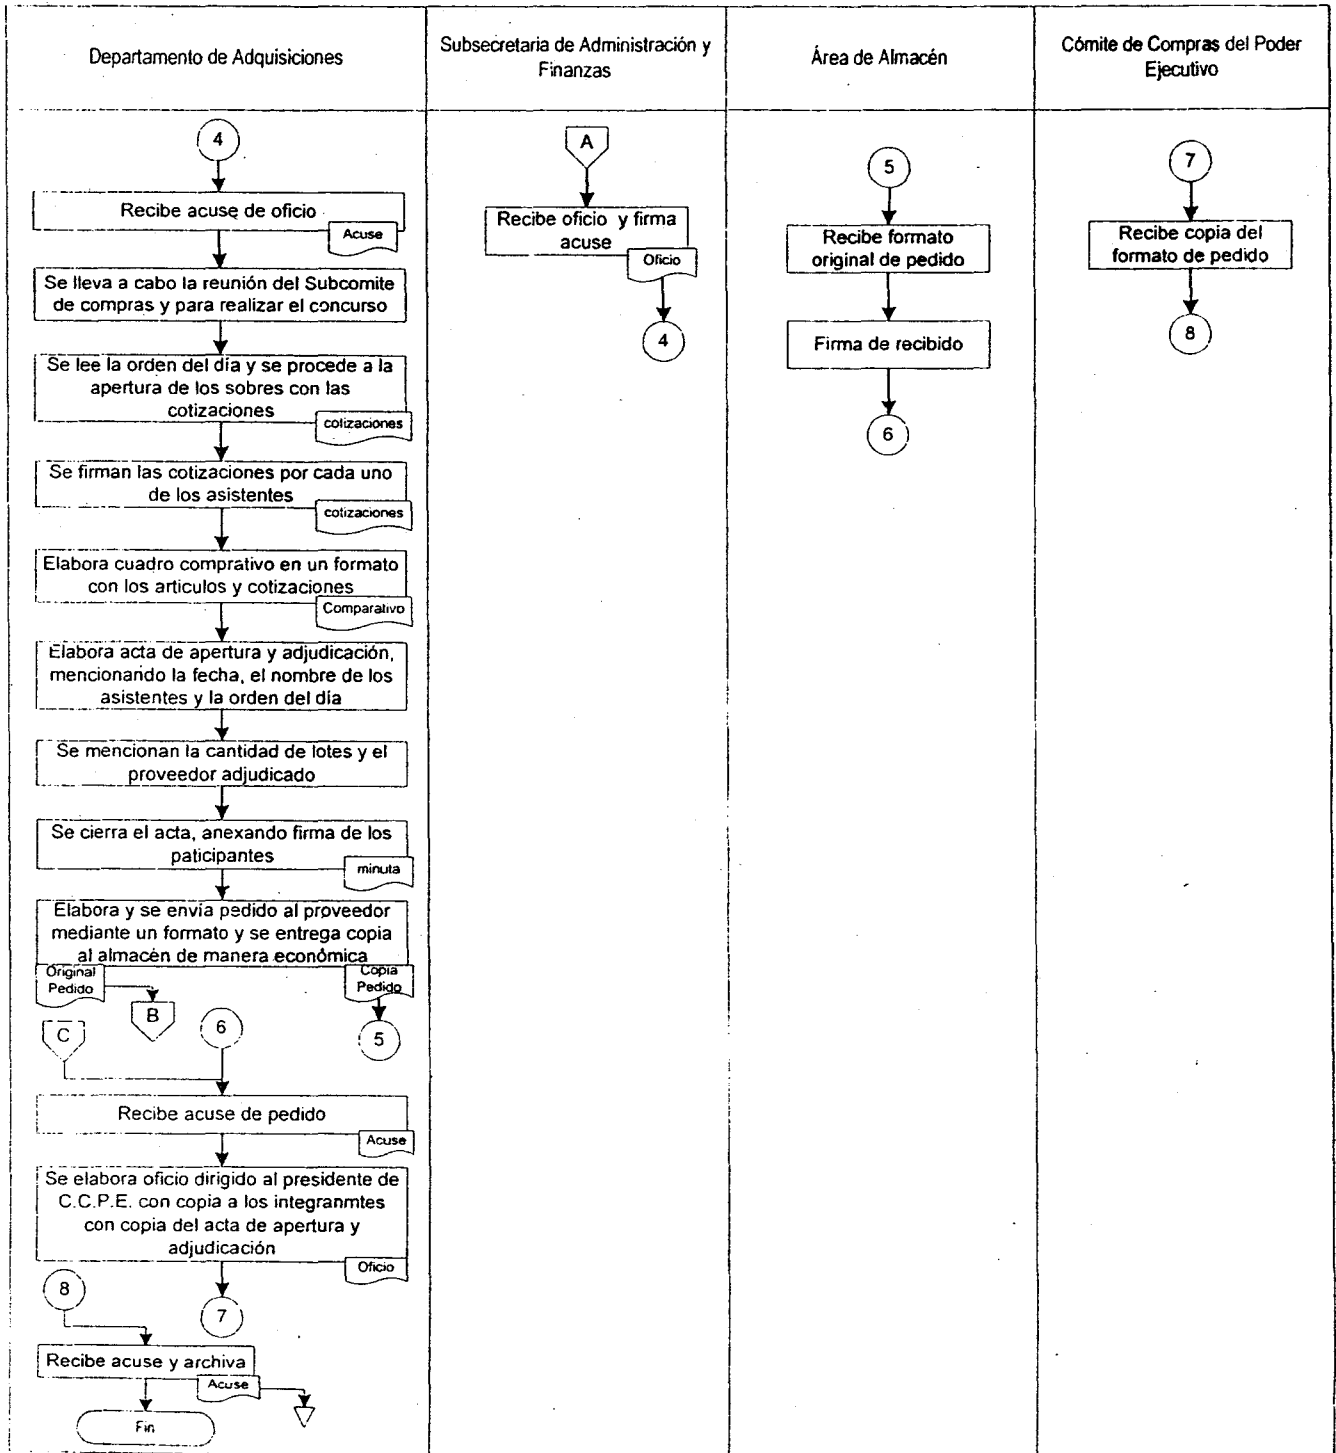 Departamento de Adquisiciones
Subsecretaria de Administración y
Finanzas
Área de Almacén
Cómite de Compras del Poder
Ejecutivo
4
Recibe acuse de oficio
Acuse
Se lleva a cabo la reunión del Subcomite
de compras y para realizar el concurso
Se lee la orden del día y se procede a la
apertura de los sobres con las
cotizaciones
cotizaciones
Se firman las cotizaciones por cada uno
de los asistentes
cotizaciones
Elabora cuadro comprativo en un formato
con los articulos y cotizaciones
Comparativo
Elabora acta de apertura y adjudicación,
mencionando la fecha, el nombre de los
asistentes y la orden del día
Se mencionan la cantidad de lotes y el
proveedor adjudicado
Se cierra el acta, anexando firma de los
paticipantes
minuta
Elabora y se envía pedido al proveedor
mediante un formato y se entrega copia
al almacén de manera económica
Original
Pedido
Copia
Pedido
B
5
C
6
Recibe acuse de pedido
Acuse
Se elabora oficio dirigido al presidente de
C.C.P.E. con copia a los integranmtes
con copia del acta de apertura y
adjudicación
Oficio
7
8
Recibe acuse y archiva
Acuse
Fin
A
Recibe oficio y firma
acuse
Oficio
4
5
Recibe formato
original de pedido
Firma de recibido
6
7
Recibe copia del
formato de pedido
8